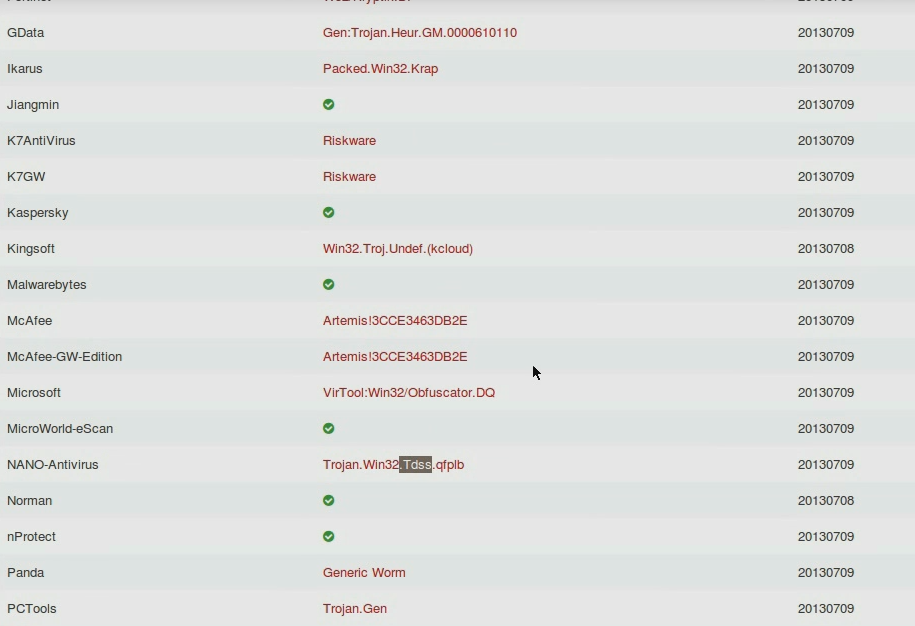 GData Gen:Trojan.Heur.GM.0000610110 20130709
Ikarus Packed.Win32.Krap 20130709
Jiangmin 20130709
K7AntiVirus Riskware 20130709
K7GW Riskware 20130709
Kaspersky 20130709
Kingsoft Win32.Troj.Undef.(kcloud) 20130708
Malwarebytes 20130709
McAfee Artemis!3CCE3463DB2E 20130709
McAfee-GW-Edition Artemis!3CCE3463DB2E 20130709
Microsoft VirTool:Win32/Obfuscator.DQ 20130709
MicroWorld-eScan 20130709
NANO-Antivirus Trojan.Win32.Tdss.qfplb 20130709
Norman 20130708
nProtect 20130709
Panda Generic Worm 20130709
PCTools Trojan.Gen 20130709